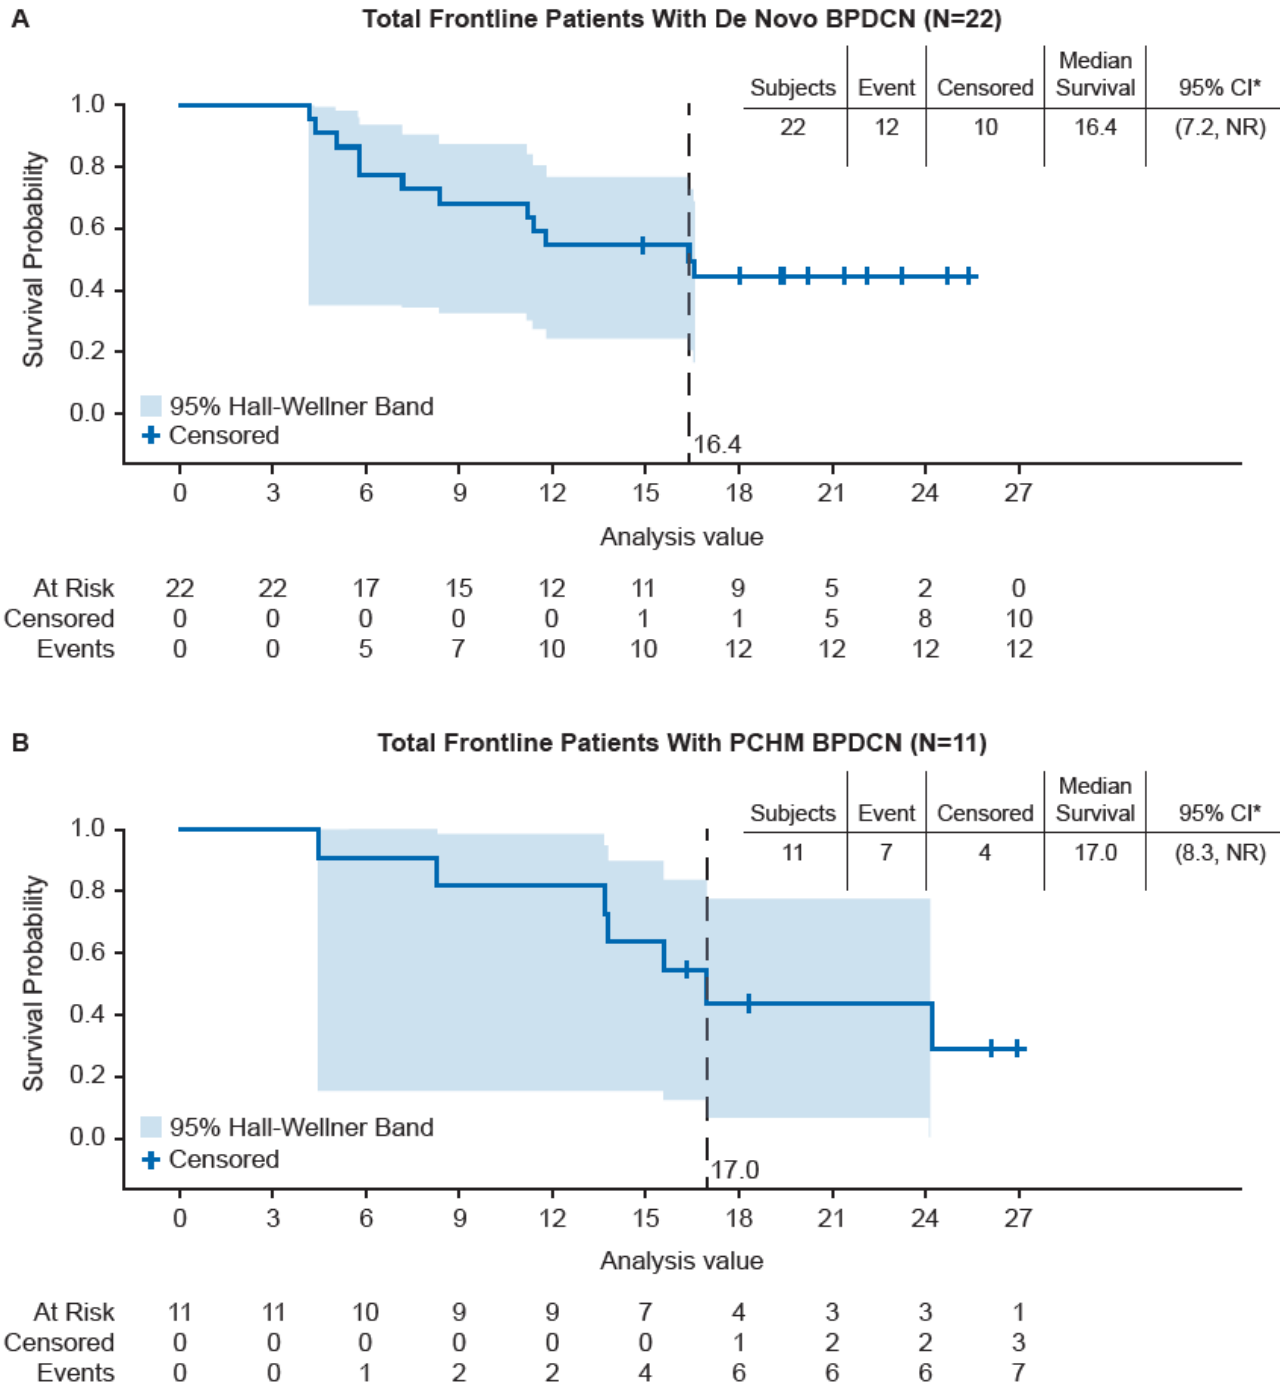 A
Total Frontline Patients With De Novo BPDCN (N=22)
Subjects Event Censored Median Survival 95% CI*
22 12 10 16.4 (7.2, NR)
Survival Probability
1.0
0.8
0.6
0.4
0.2
0.0
95% Hall-Wellner Band
Censored
16.4
0 3 6 9 12 15 18 21 24 27
Analysis value
At Risk 22 22 17 15 12 11 9 5 2 0
Censored 0 0 0 0 0 1 1 5 8 10
Events 0 0 5 7 10 10 12 12 12 12
B
Total Frontline Patients With PCHM BPDCN (N=11)
Subjects Event Censored Median Survival 95% CI*
11 7 4 17.0 (8.3, NR)
Survival Probability
1.0
0.8
0.6
0.4
0.2
0.0
95% Hall-Wellner Band
Censored
17.0
0 3 6 9 12 15 18 21 24 27
Analysis value
At Risk 11 11 10 9 9 7 4 3 3 1
Censored 0 0 0 0 0 0 1 2 2 3
Events 0 0 1 2 2 4 6 6 6 7